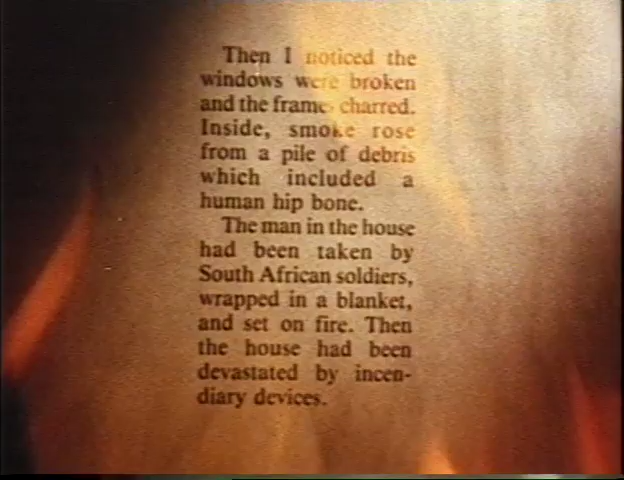 Then I noticed the
windows were broken
and the frame charred.
Inside, smoke rose
from a pile of debris
which included a
human hip bone.
The man in the house
had been taken by
South African soldiers,
wrapped in a blanket,
and set on fire. Then
the house had been
devastated by incen-
diary devices.